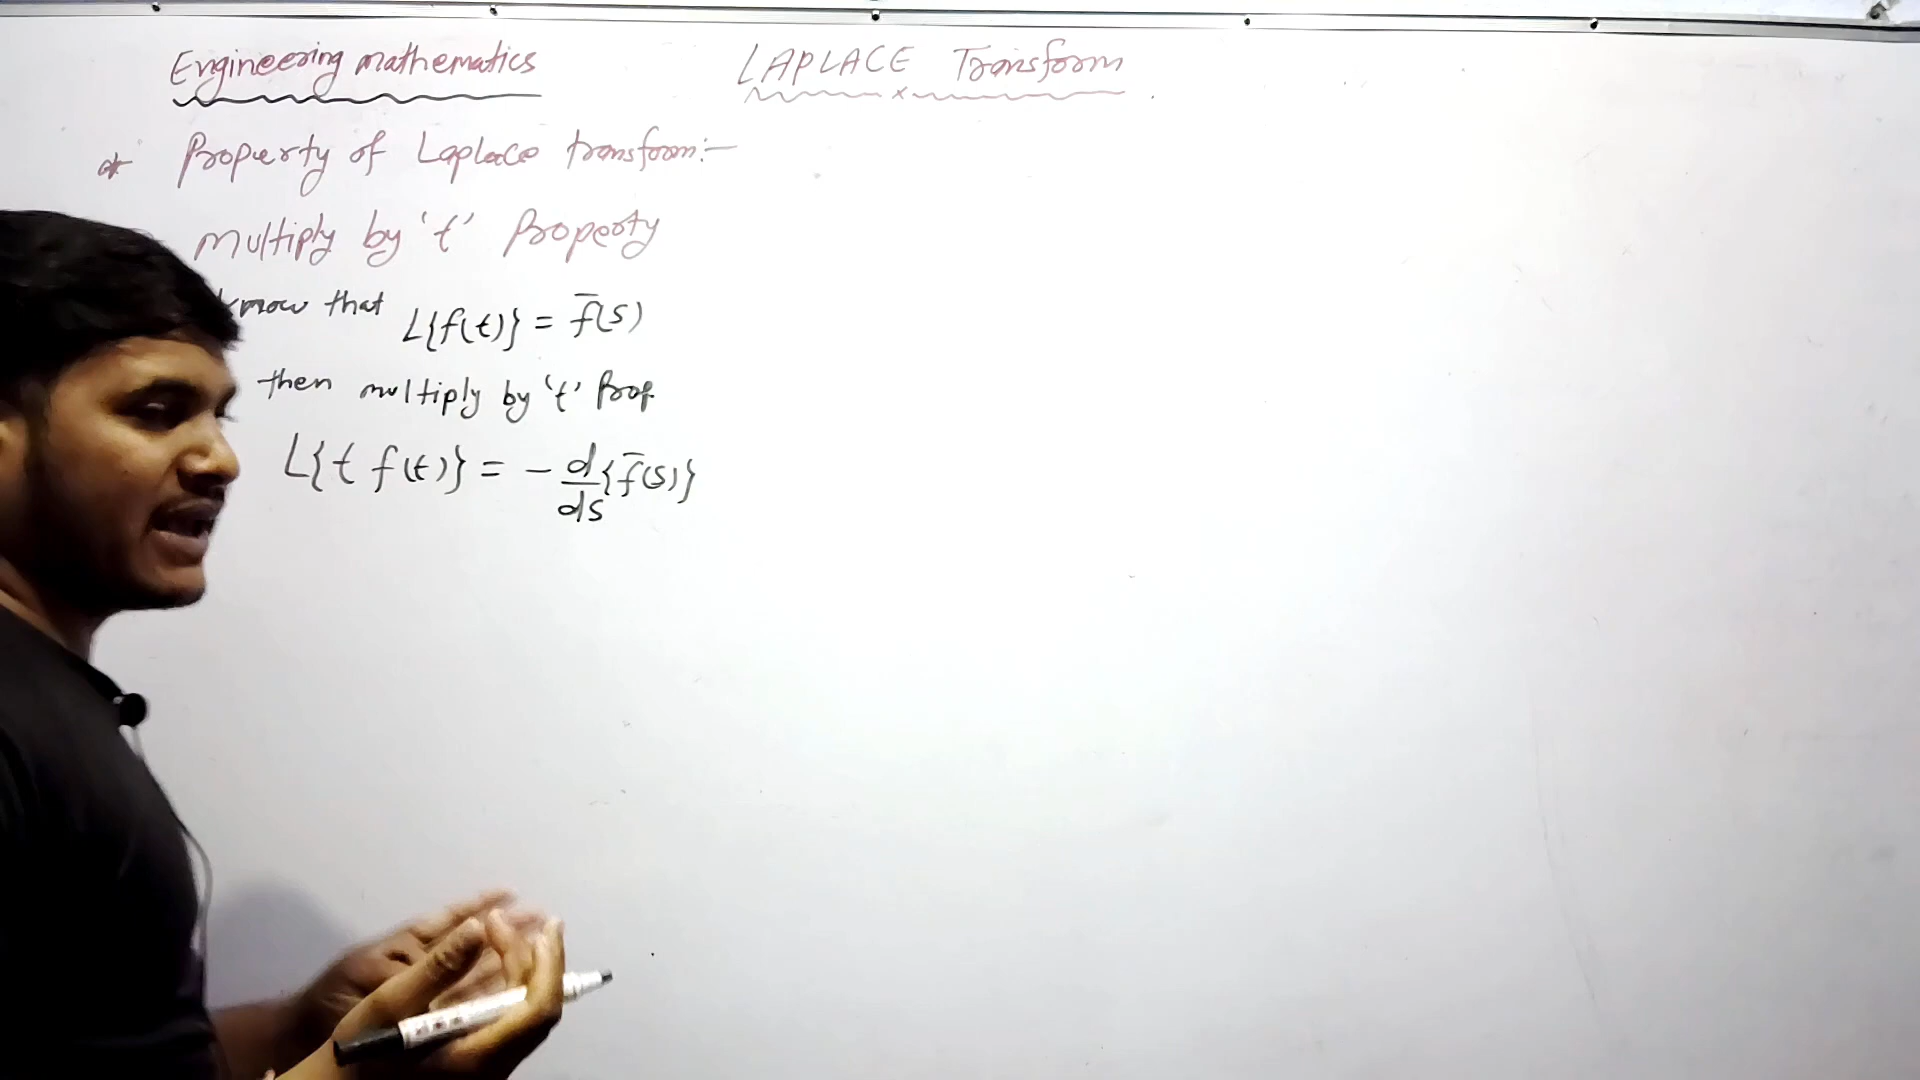 Engineering mathematics
LAPLACE Transform
* Property of Laplace transform:-
Multiply by 't' Property
know that L{f(t)} = f̅(s)
then multiply by 't' Prop
L{t f(t)} = - d/ds {f̅(s)}